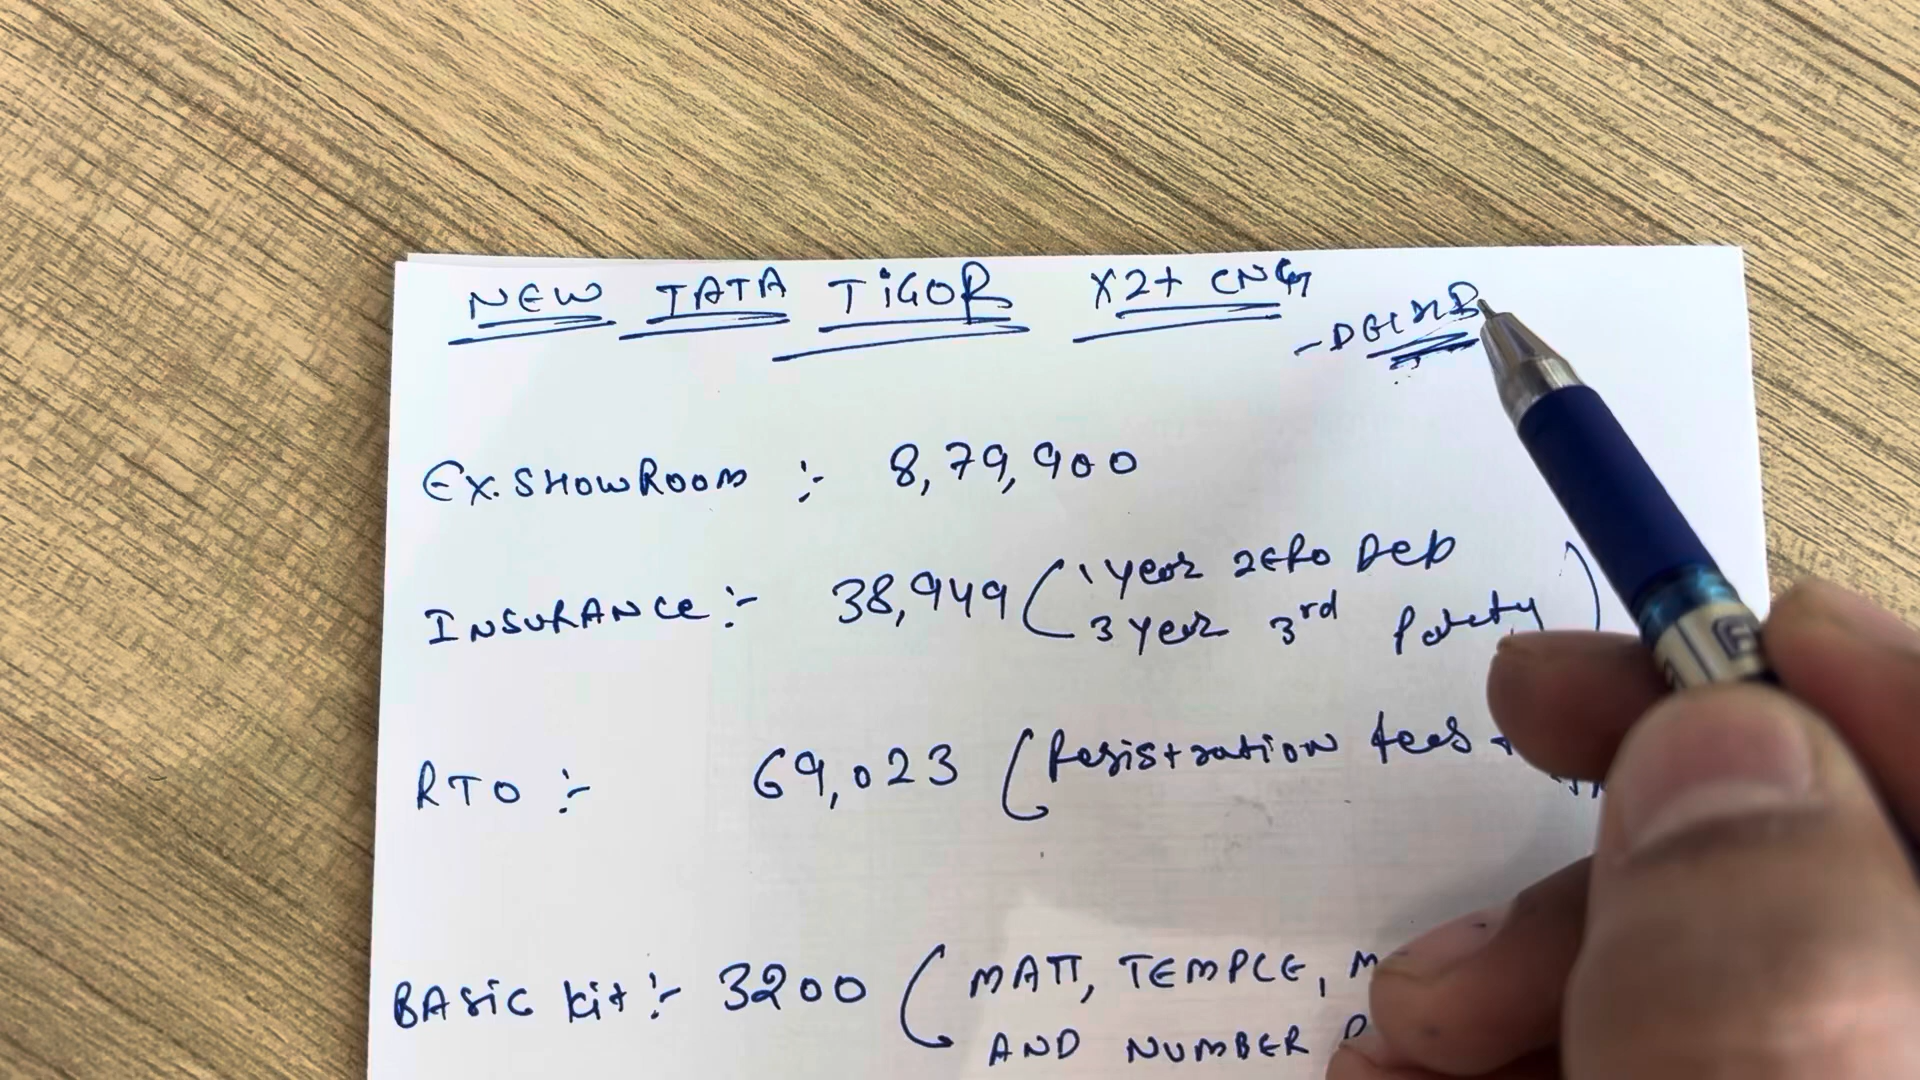 NEW TATA TiGOR XZ+ CNG
EX. SHOWROOM :- 8,79,900
INSURANCE :- 38,949 ( 1 year zero Dep
3 year 3rd Party )
RTO :- 69,023 ( Registration fees +
BASiC kit :- 3200 ( MATT, TEMPLE,
AND NUMBER